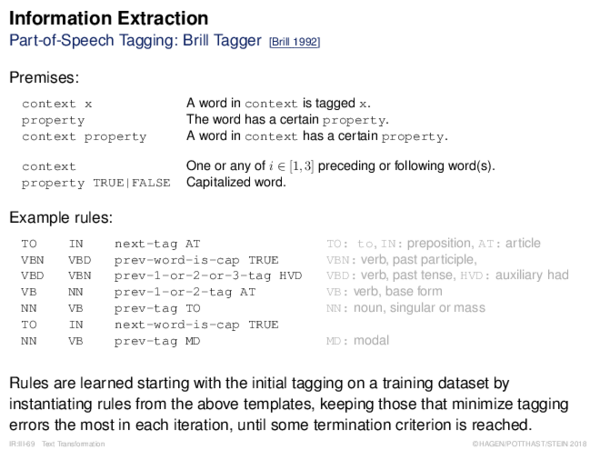 Information Extraction
Part-of-Speech Tagging: Brill Tagger [Brill 1992]
Premises:
context x A word in context is tagged x.
property The word has a certain property.
context property A word in context has a certain property.
context One or any of i ∈ [1, 3] preceding or following word(s).
property TRUE|FALSE Capitalized word.
Example rules:
TO IN next-tag AT TO: to, IN: preposition, AT: article
VBN VBD prev-word-is-cap TRUE VBN: verb, past participle,
VBD VBN prev-1-or-2-or-3-tag HVD VBD: verb, past tense, HVD: auxiliary had
VB NN prev-1-or-2-tag AT VB: verb, base form
NN VB prev-tag TO NN: noun, singular or mass
TO IN next-word-is-cap TRUE
NN VB prev-tag MD MD: modal
Rules are learned starting with the initial tagging on a training dataset by
instantiating rules from the above templates, keeping those that minimize tagging
errors the most in each iteration, until some termination criterion is reached.
IR:III-69 Text Transformation ©HAGEN/POTTHAST/STEIN 2018